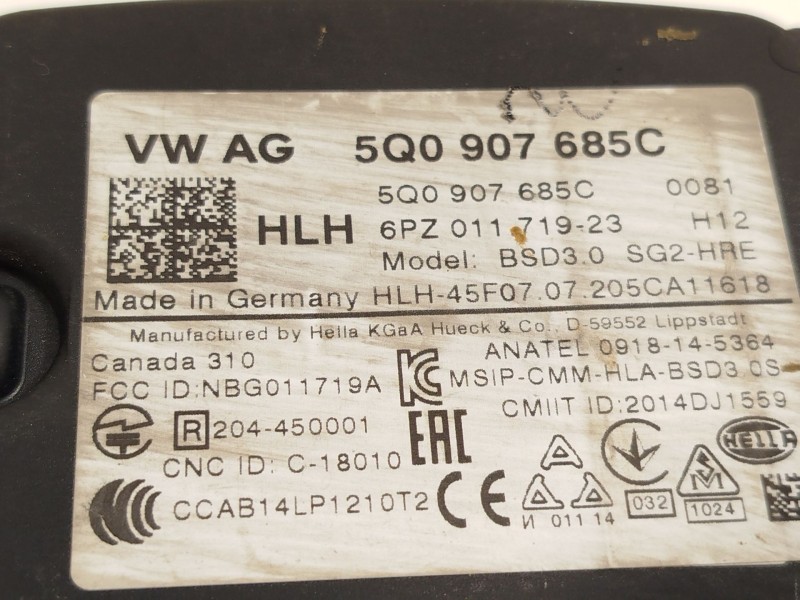 VW AG 5Q0 907 685C
5Q0 907 685C 0081
HLH 6PZ 011 719-23 H12
Model: BSD3.0 SG2-HRE
Made in Germany HLH-45F07.07.205CA11618
Manufactured by Hella KGaA Hueck & Co., D-59552 Lippstadt
Canada 310
ANATEL 0918-14-5364
FCC ID:NBG011719A
MSIP-CMM-HLA-BSD3 0S
CMIIT ID:2014DJ1559
R 204-450001
EAC
HELLA
CNC ID: C-18010
CCAB14LP1210T2
CE
И 011 14
032
1024